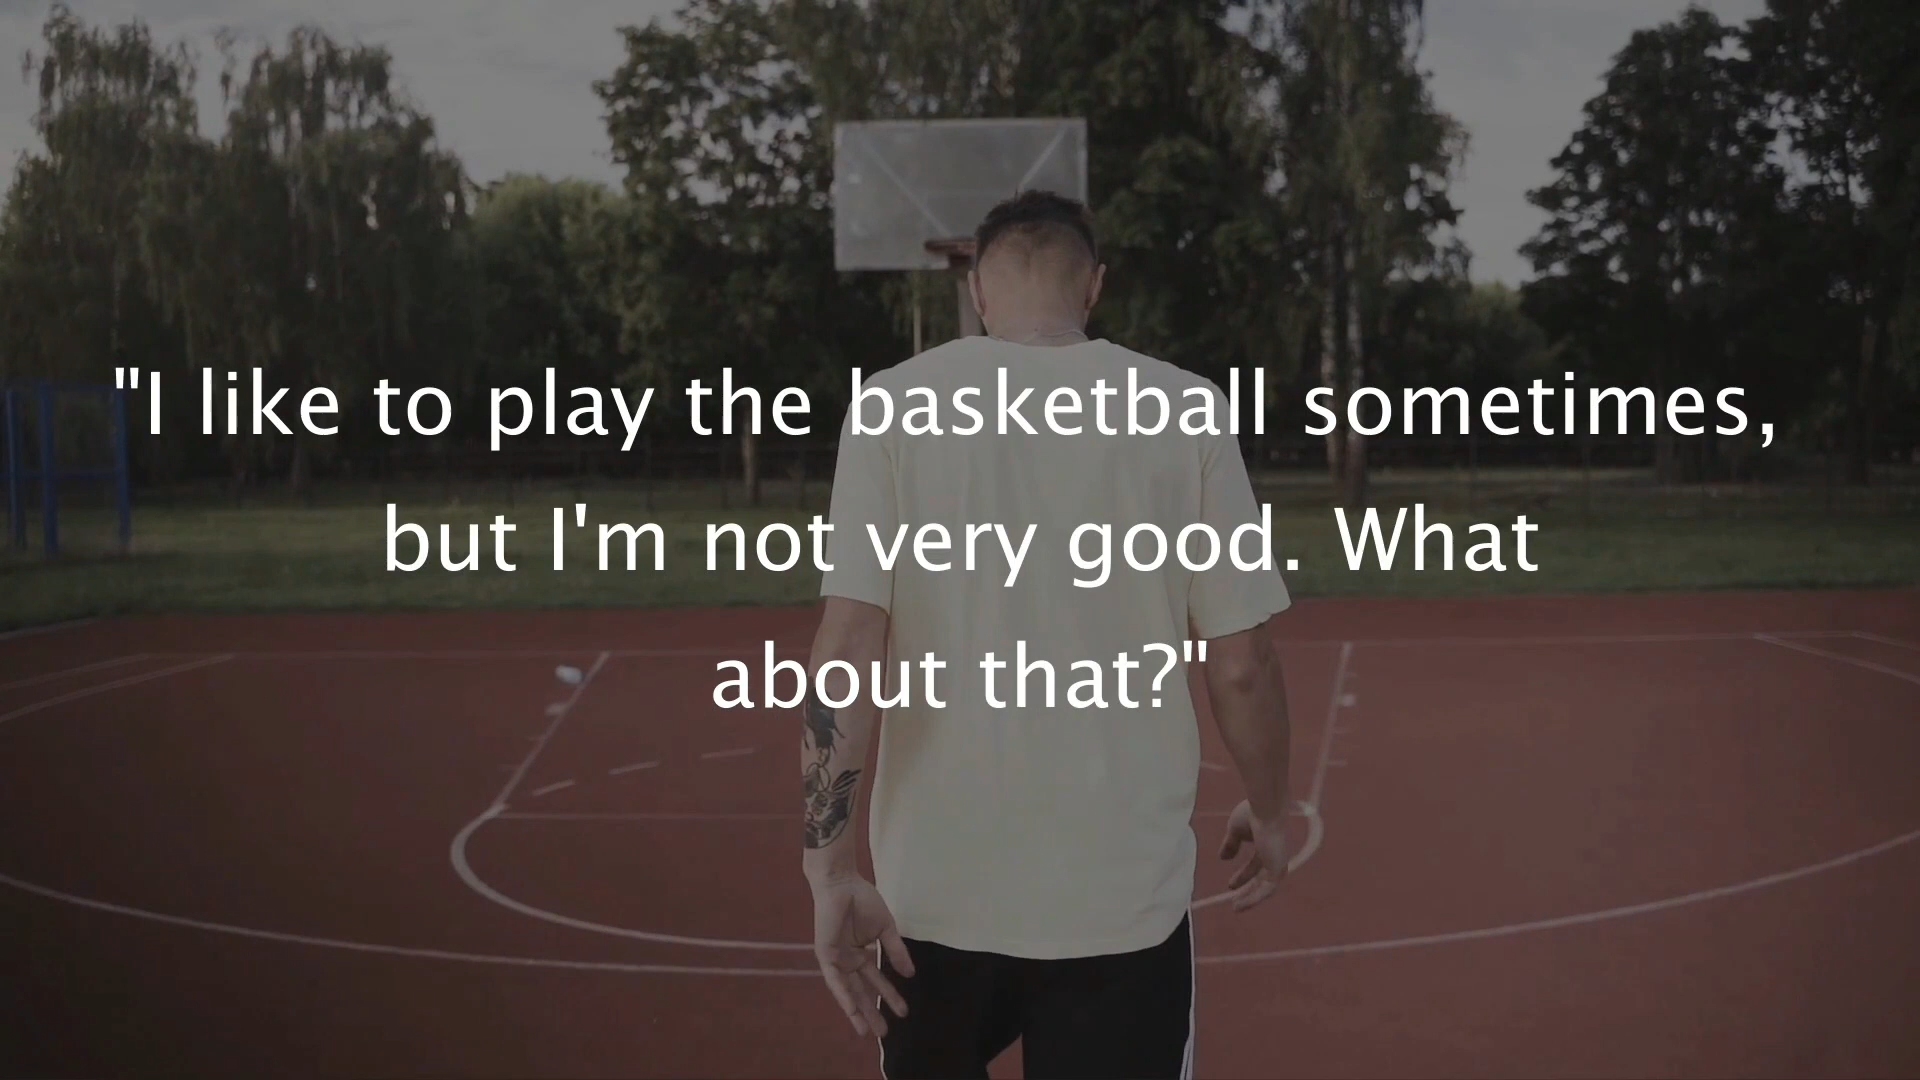 "I like to play the basketball sometimes,
but I'm not very good. What
about that?"